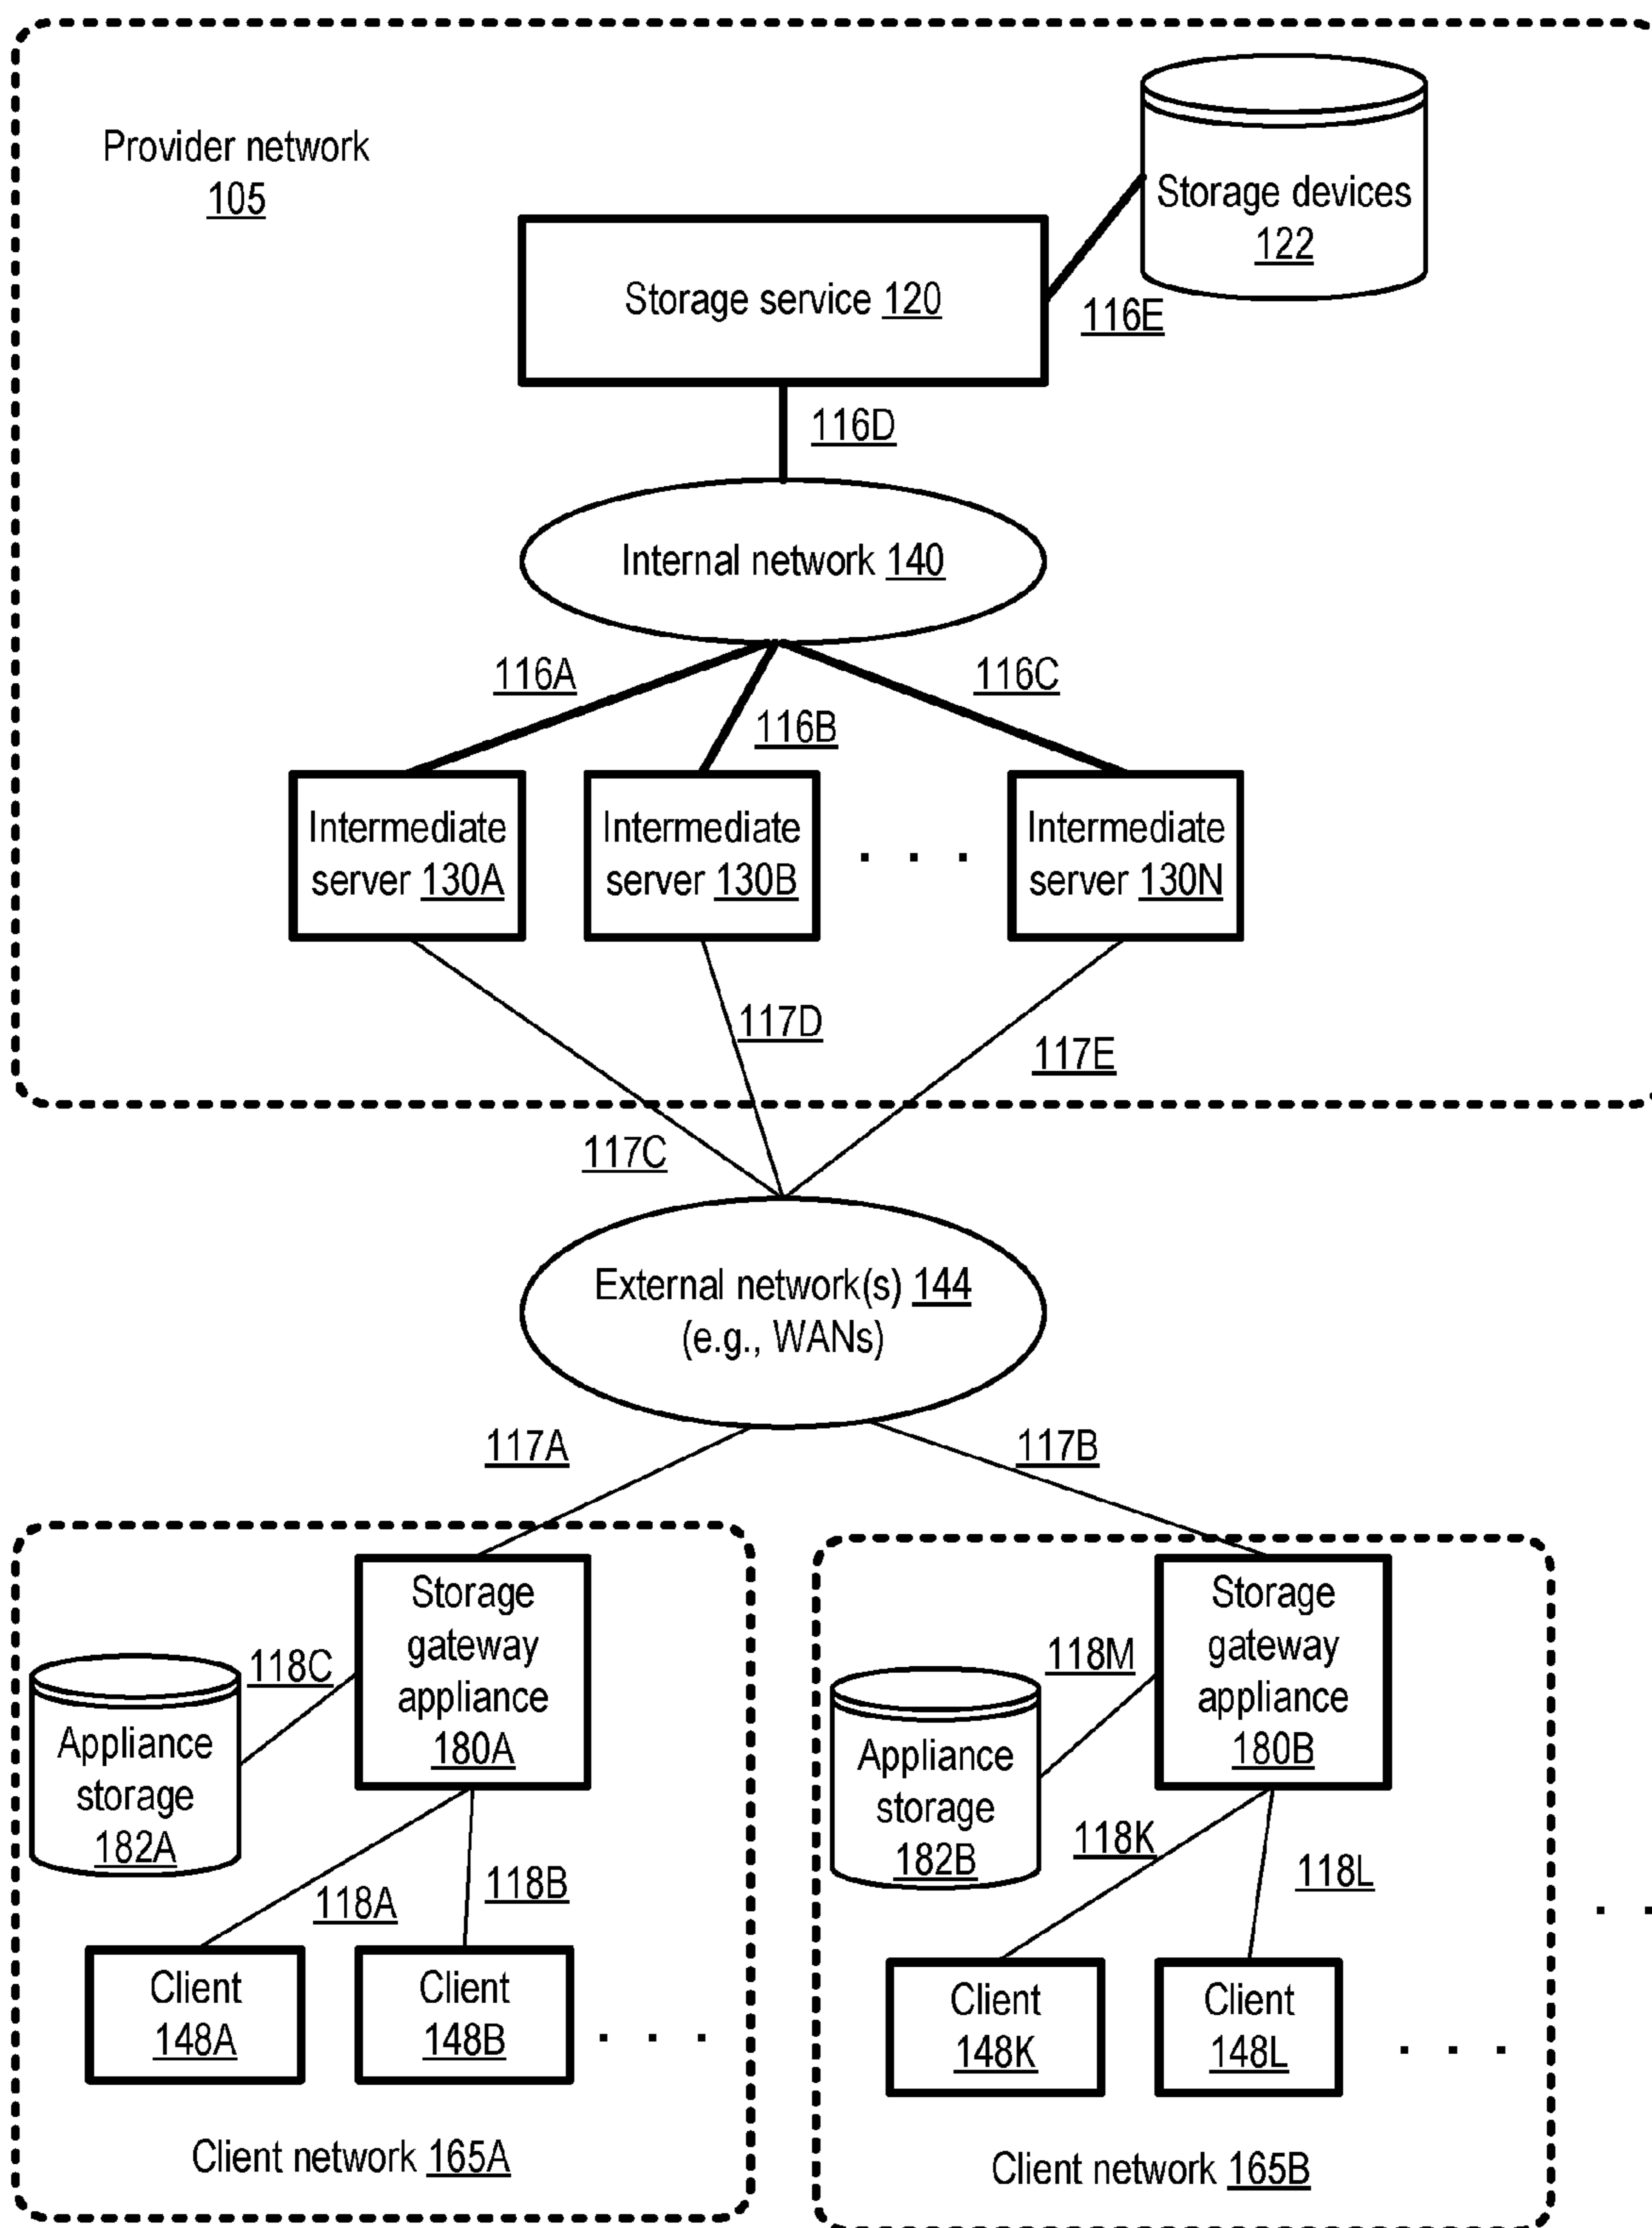 Provider network
105
Storage devices
122
Storage service 120
116E
116D
Internal network 140
116A
116C
116B
Intermediate
server 130A
Intermediate
server 130B
. . .
Intermediate
server 130N
117D
117E
117C
External network(s) 144
(e.g., WANs)
117A
117B
Storage
gateway
appliance
180A
118C
Appliance
storage
182A
118A
118B
Client
148A
Client
148B
. . .
Client network 165A
Storage
gateway
appliance
180B
118M
Appliance
storage
182B
118K
118L
Client
148K
Client
148L
. . .
Client network 165B
. .